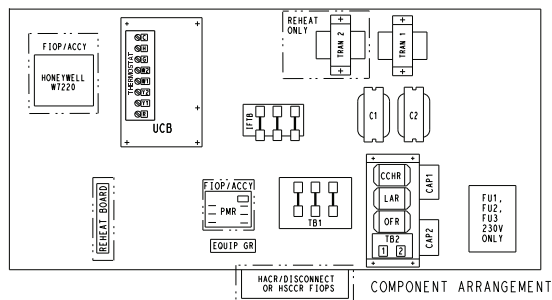 REHEAT
ONLY
TRAN 2
TRAN 1
FIOP/ACCY
HONEYWELL
W7220
THERMOSTAT
C
H
G
W2
W1
Y2
Y1
R
UCB
IFTB
C1
C2
CCHR
LAR
OFR
TB2
1 2
CAP1
CAP2
FU1,
FU2,
FU3
230V
ONLY
REHEAT BOARD
FIOP/ACCY
PMR
TB1
EQUIP GR
HACR/DISCONNECT
OR HSCCR FIOPS
COMPONENT ARRANGEMENT